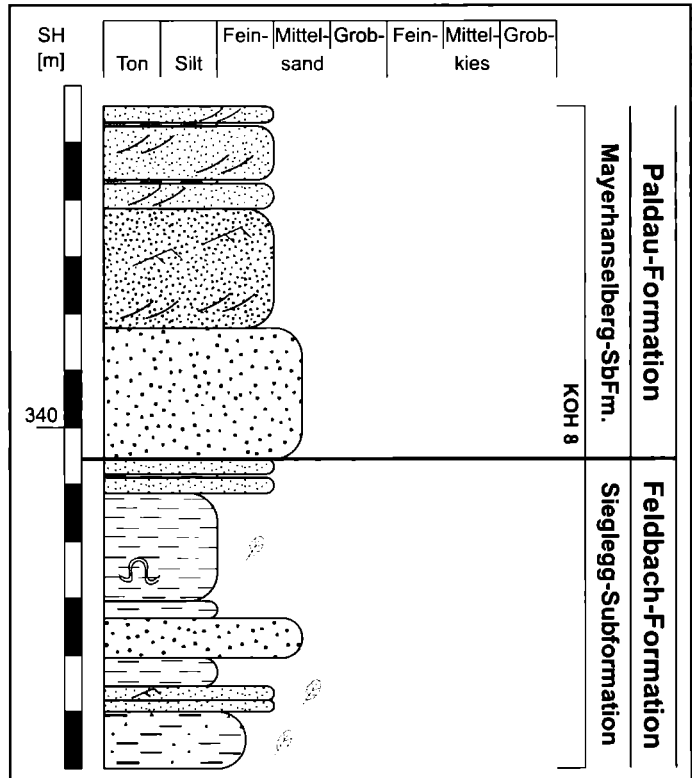 SH
[m]
Ton
Silt
Fein-
Mittel-
Grob-
sand
Fein-
Mittel-
Grob-
kies
340
KOH 8
Mayerhanselberg-SbFm.
Paldau-Formation
Sieglegg-Subformation
Feldbach-Formation